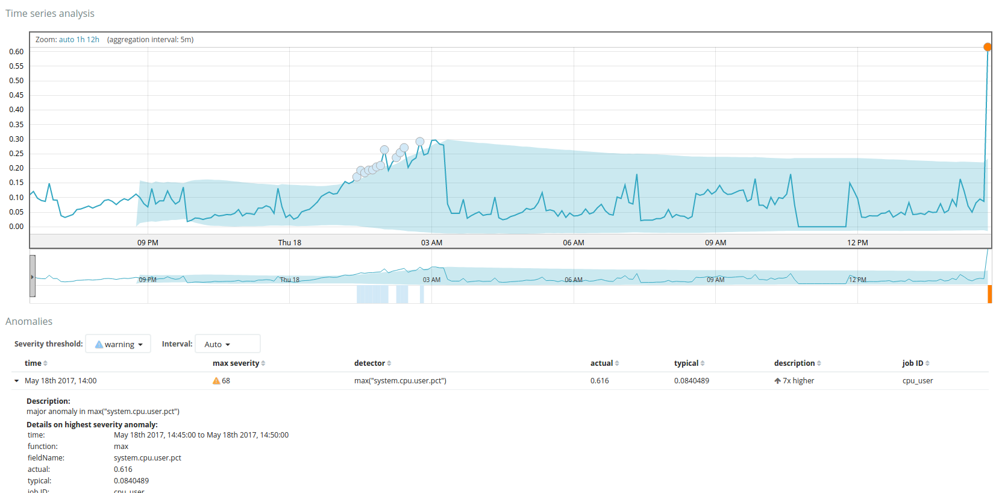 Time series analysis
Zoom: auto 1h 12h (aggregation interval: 5m)
0.60
0.55
0.50
0.45
0.40
0.35
0.30
0.25
0.20
0.15
0.10
0.05
0.00
09 PM Thu 18 03 AM 06 AM 09 AM 12 PM
09 PM Thu 18 03 AM 06 AM 09 AM 12 PM
Anomalies
Severity threshold: warning Interval: Auto
time max severity detector actual typical description job ID
May 18th 2017, 14:00 68 max("system.cpu.user.pct") 0.616 0.0840489 7x higher cpu_user
Description:
major anomaly in max("system.cpu.user.pct")
Details on highest severity anomaly:
time: May 18th 2017, 14:45:00 to May 18th 2017, 14:50:00
function: max
fieldName: system.cpu.user.pct
actual: 0.616
typical: 0.0840489
job ID: cpu_user